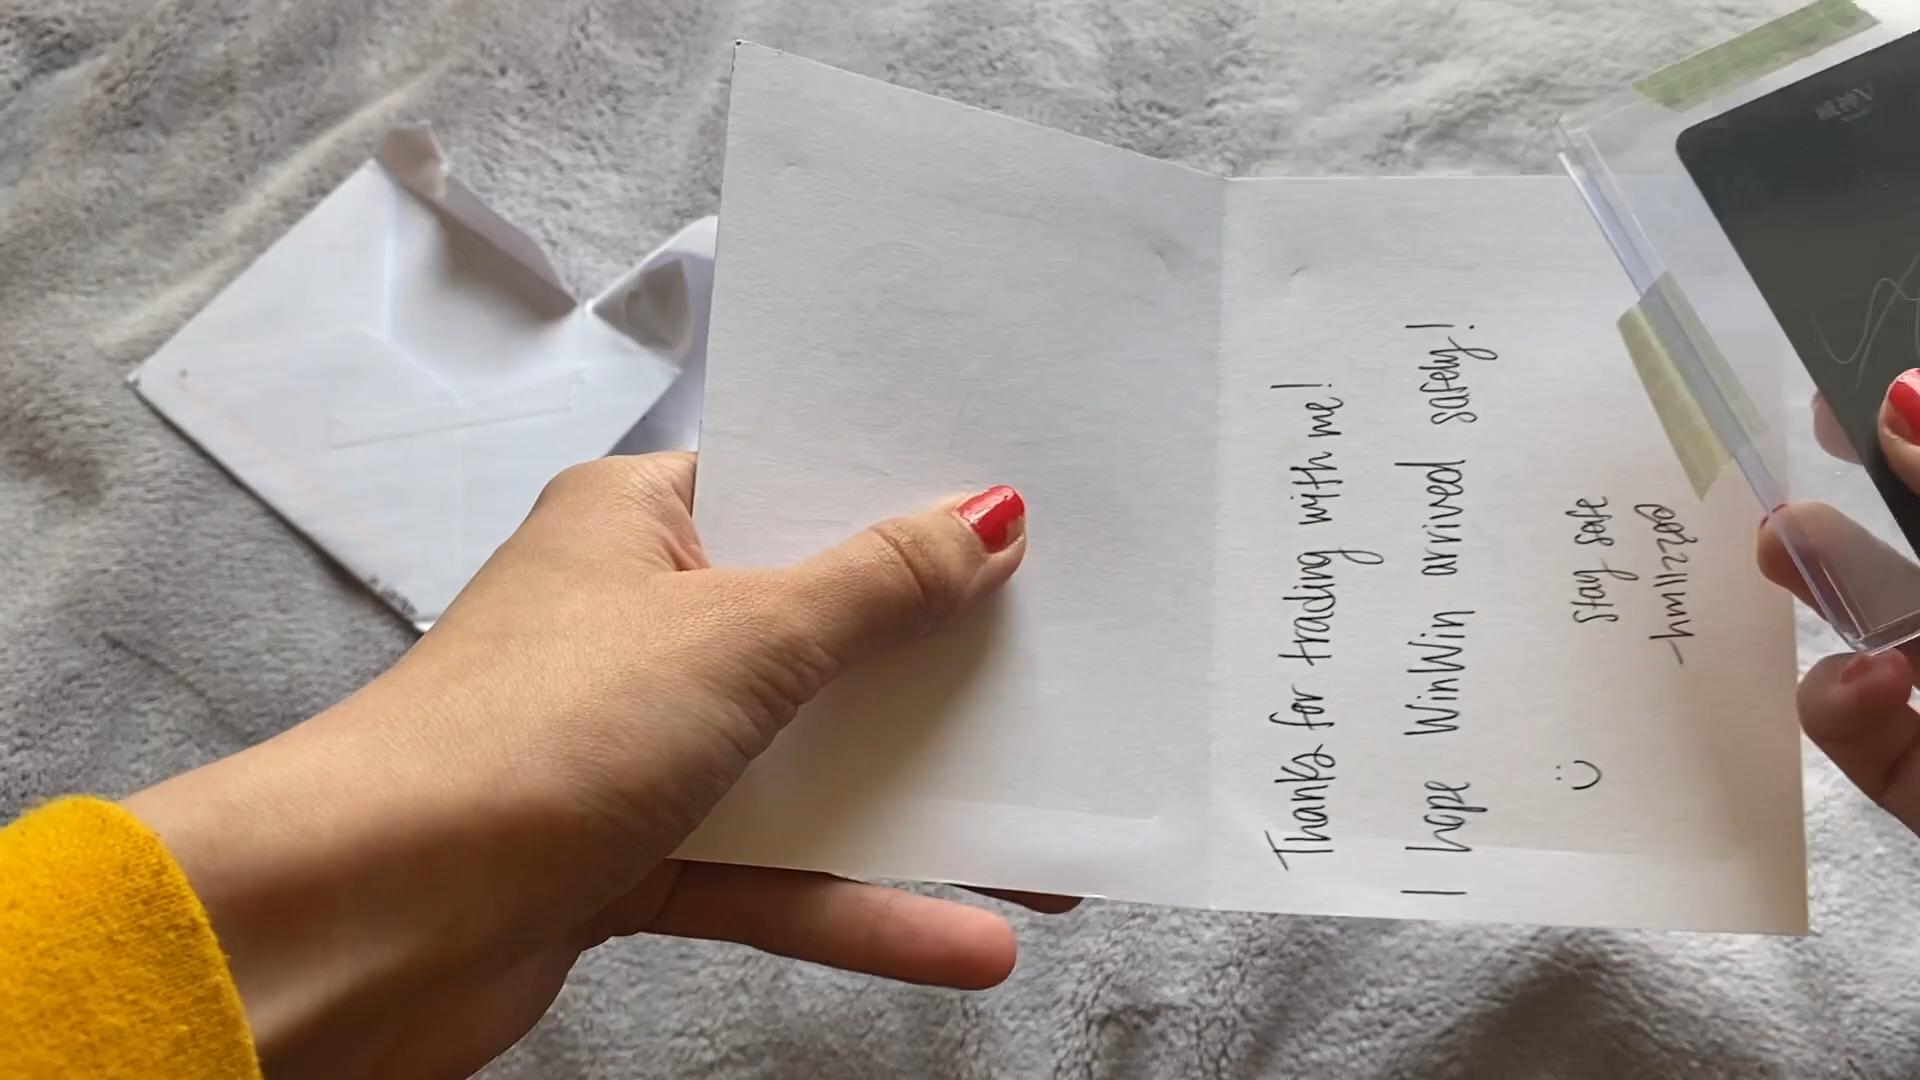 Thanks for trading with me!
I hope WinWin arrived safely!
stay safe
:)